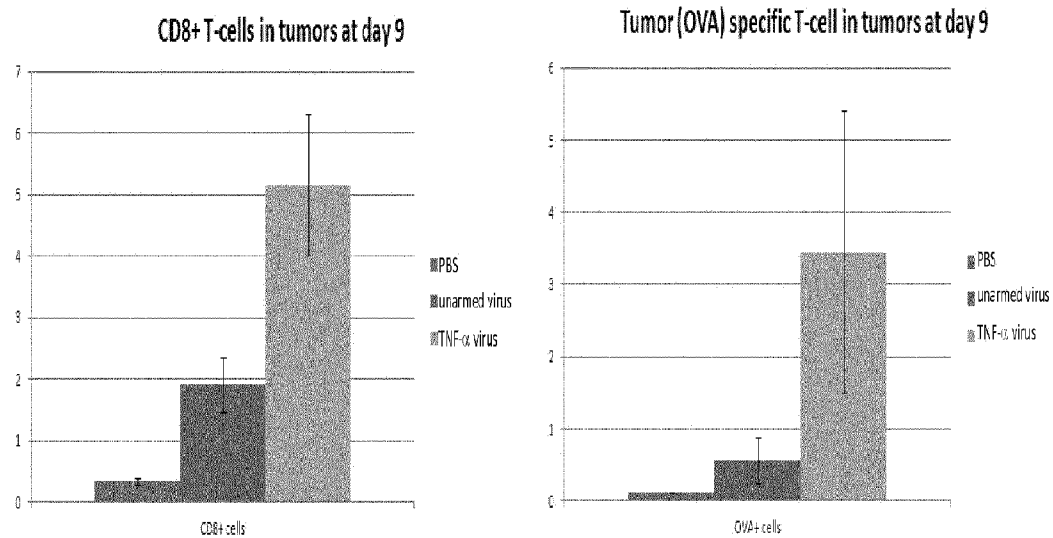 CD8+ T-cells in tumors at day 9
7
6
5
4
3
2
1
0
CD8+ cells
PBS
unarmed virus
TNF-α virus
Tumor (OVA) specific T-cell in tumors at day 9
6
5
4
3
2
1
0
OVA+ cells
PBS
unarmed virus
TNF-α virus